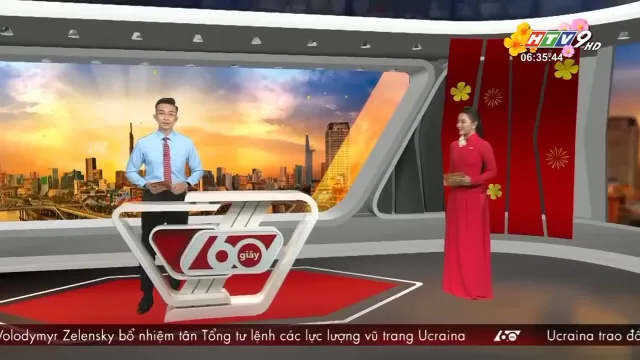 HTV9 HD
06:35:44
60 giây
Volodymyr Zelensky bổ nhiệm tân Tổng tư lệnh các lực lượng vũ trang Ucraina 60 Ucraina trao đổ